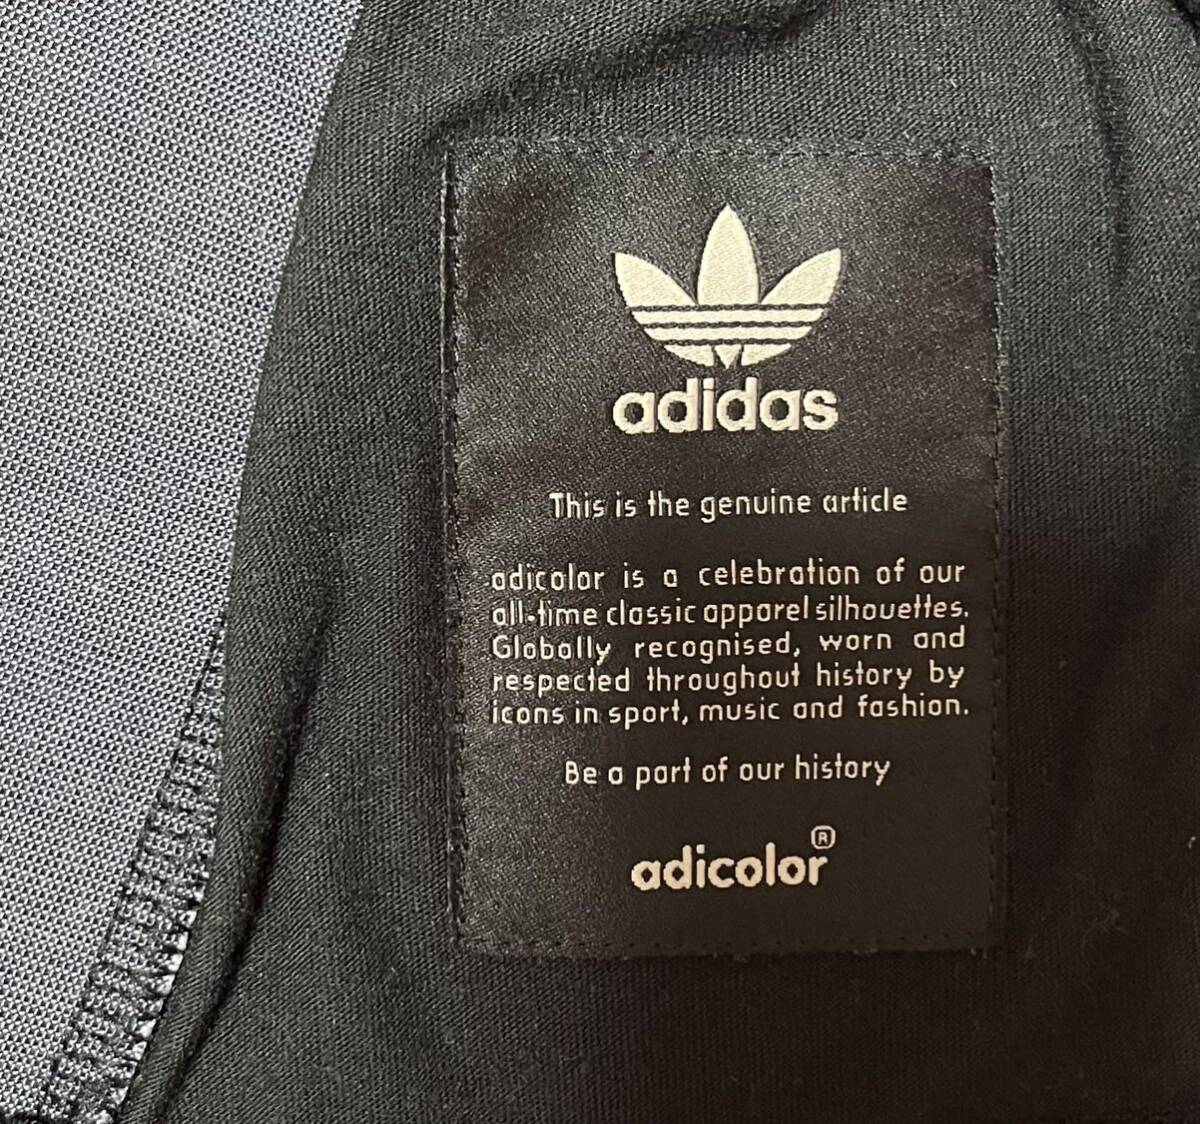 adidas
This is the genuine article
adicolor is a celebration of our
all-time classic apparel silhouettes.
Globally recognised, worn and
respected throughout history by
icons in sport, music and fashion.
Be a part of our history
adicolor®